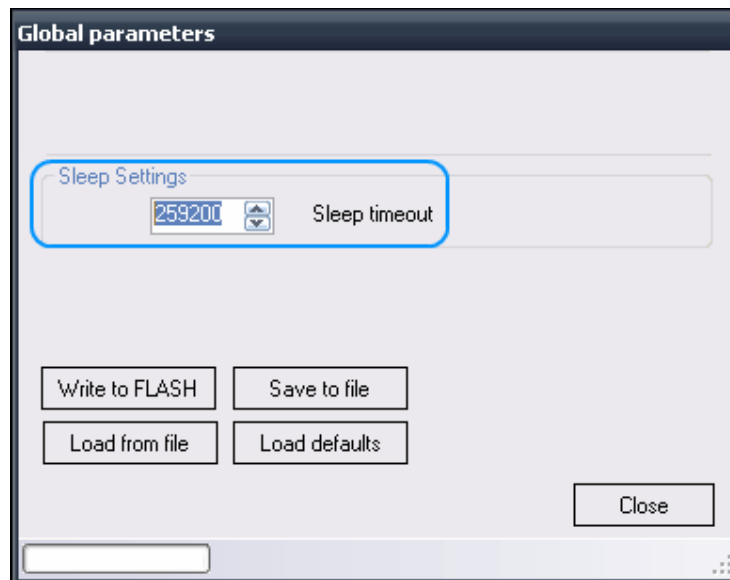 Global parameters
Sleep Settings
259200 Sleep timeout
Write to FLASH Save to file
Load from file Load defaults
Close